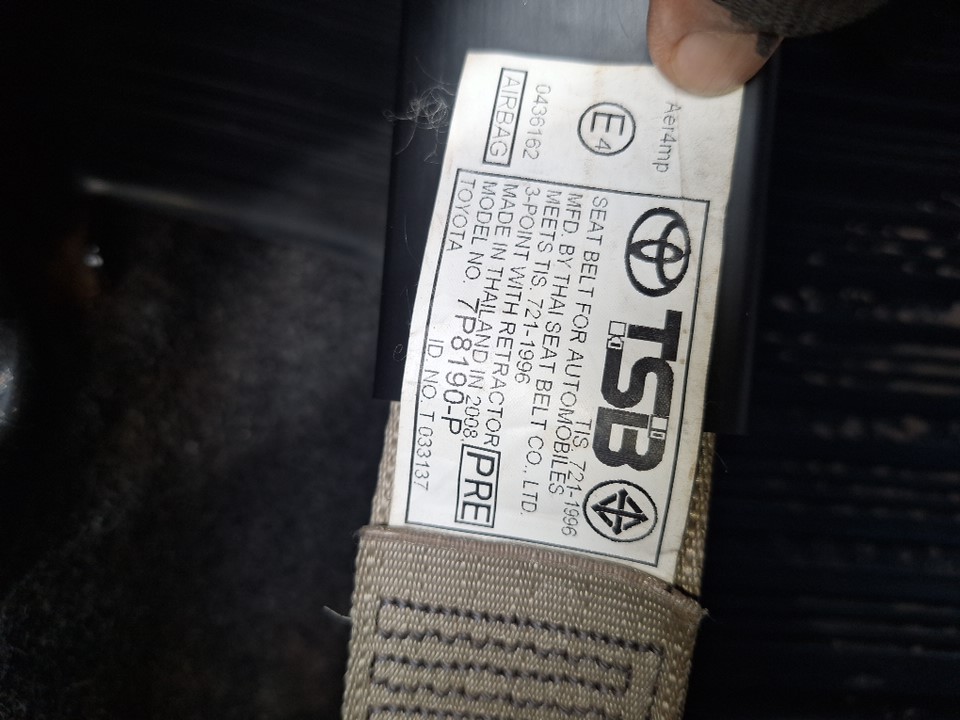 Aer4mp
E4
0436162
AIRBAG
TSB
TIS. 721-1996
SEAT BELT FOR AUTOMOBILES
MFD. BY THAI SEAT BELT CO., LTD.
MEETS TIS. 721-1996
3-POINT WITH RETRACTOR
MADE IN THAILAND IN 2008
MODEL NO. 7P8190-P PRE
TOYOTA ID NO. T 033137